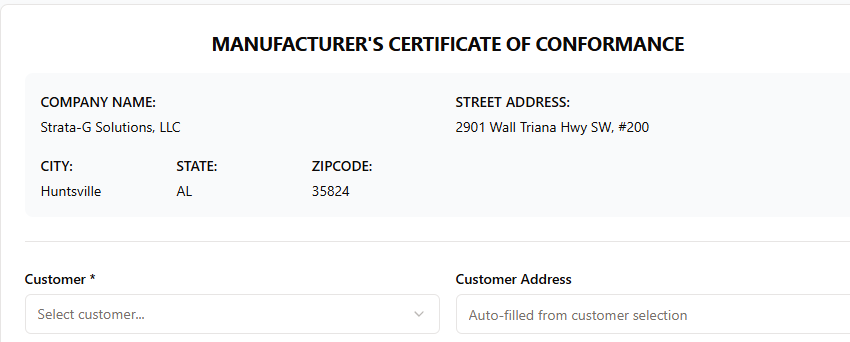 MANUFACTURER'S CERTIFICATE OF CONFORMANCE
COMPANY NAME:
Strata-G Solutions, LLC
STREET ADDRESS:
2901 Wall Triana Hwy SW, #200
CITY:
Huntsville
STATE:
AL
ZIPCODE:
35824
Customer *
Select customer...
Customer Address
Auto-filled from customer selection